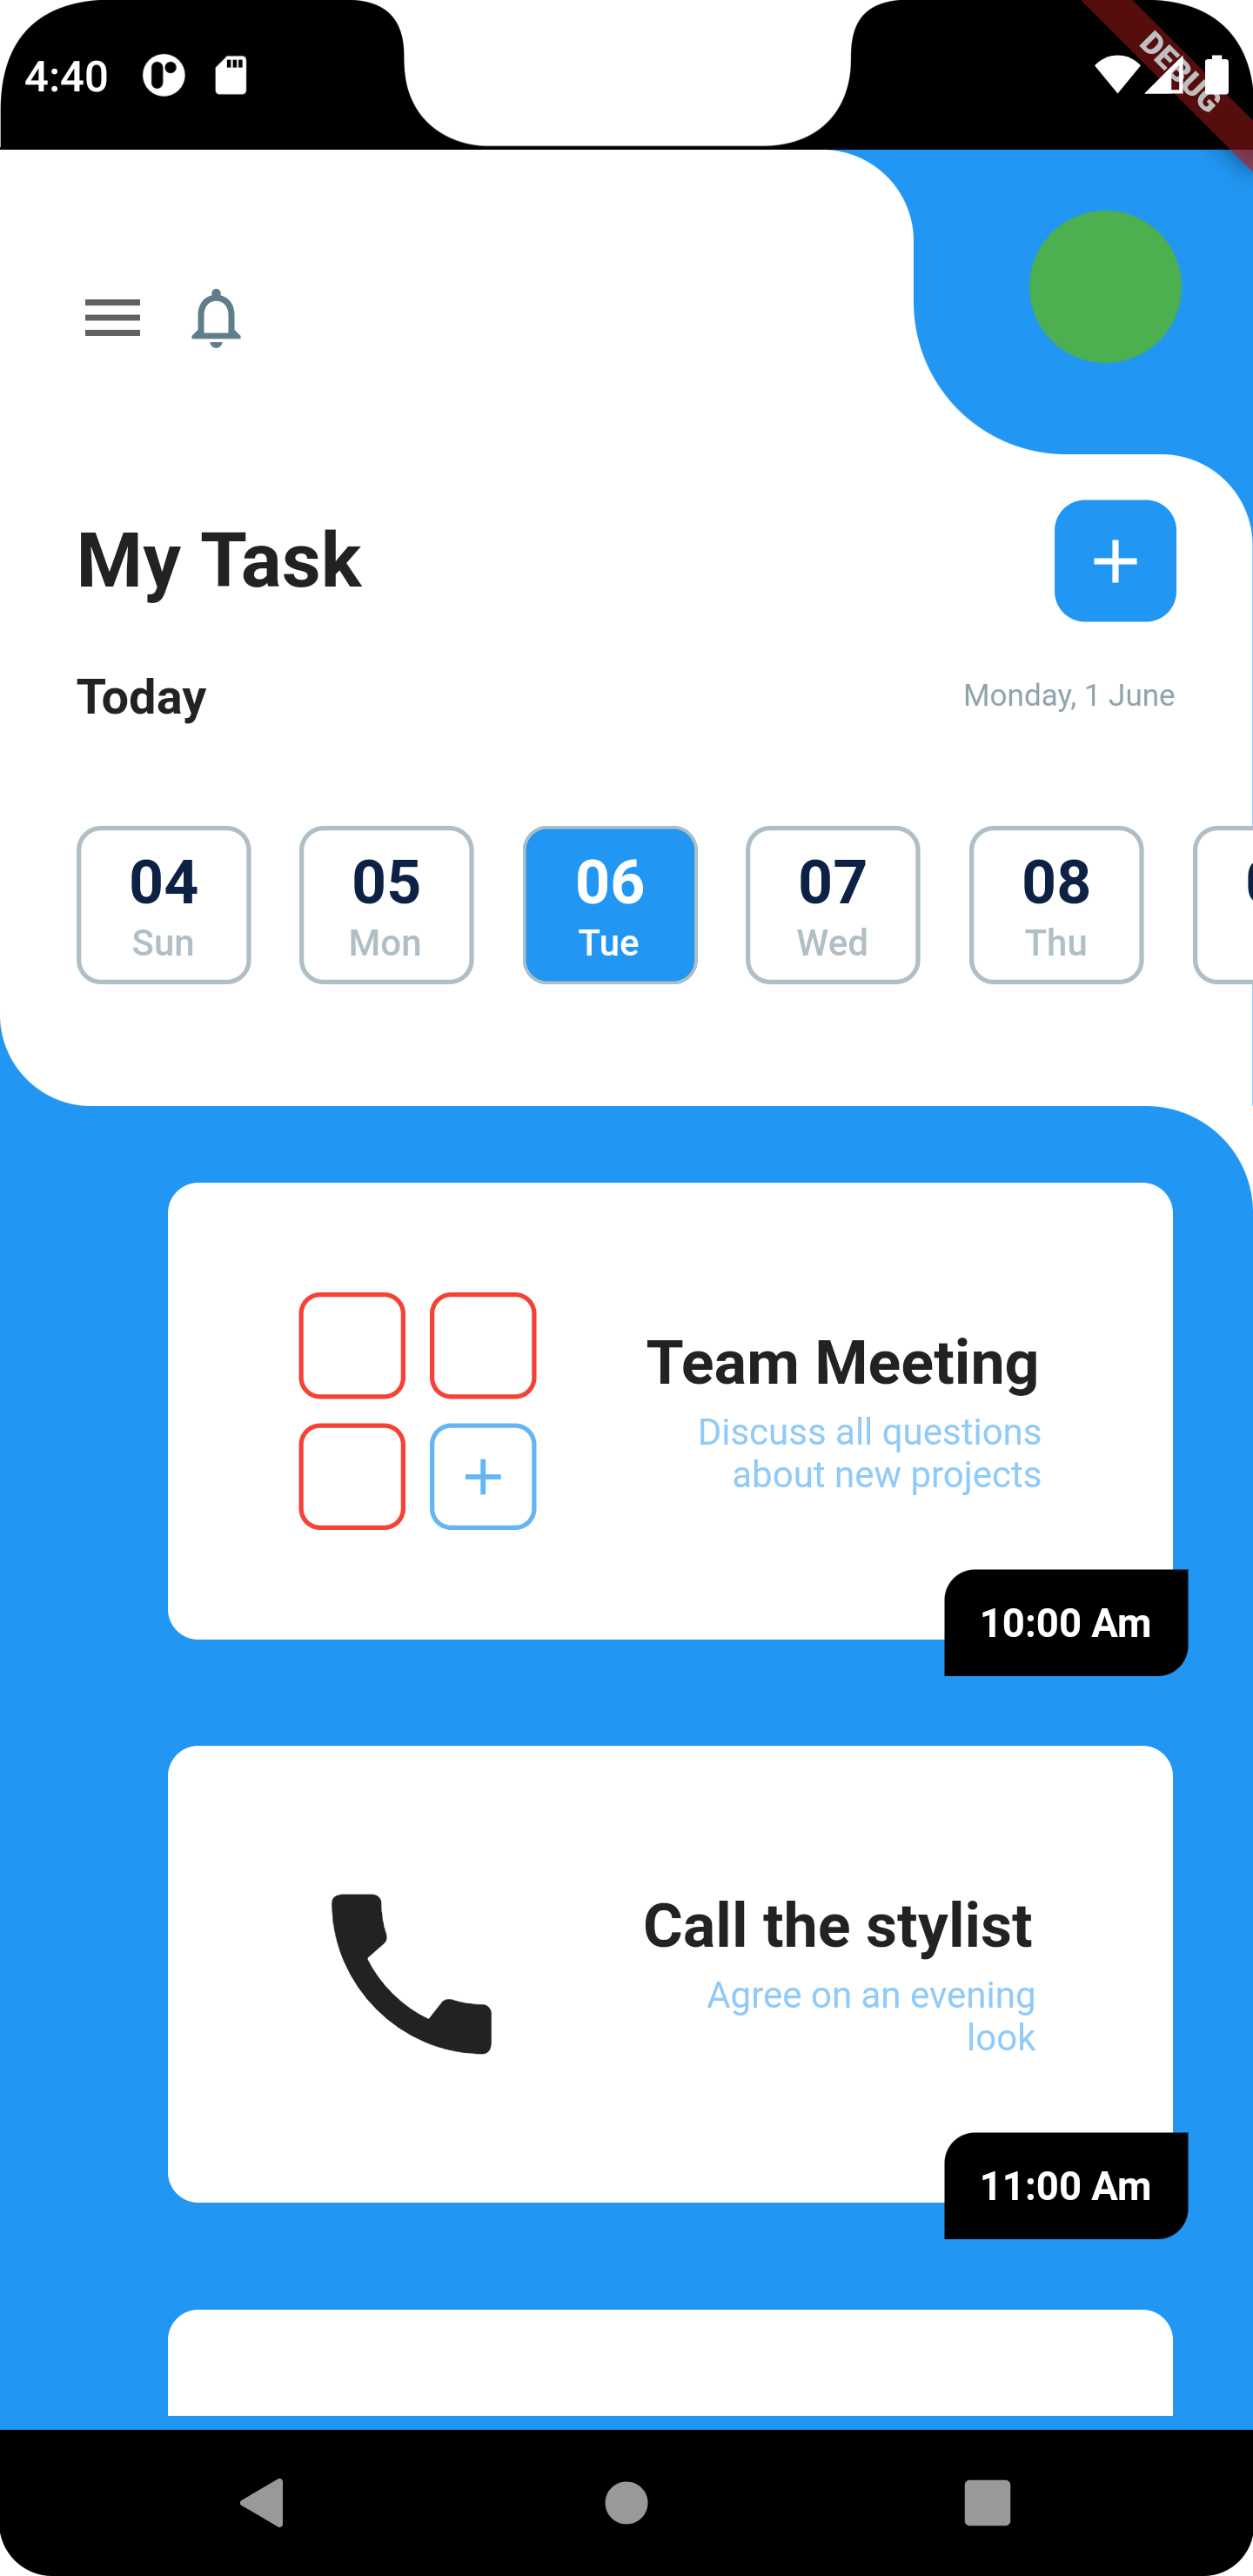 4:40
DEBUG
My Task
Today
Monday, 1 June
04 05 06 07 08
Sun Mon Tue Wed Thu
Team Meeting
Discuss all questions
about new projects
10:00 Am
Call the stylist
Agree on an evening
look
11:00 Am